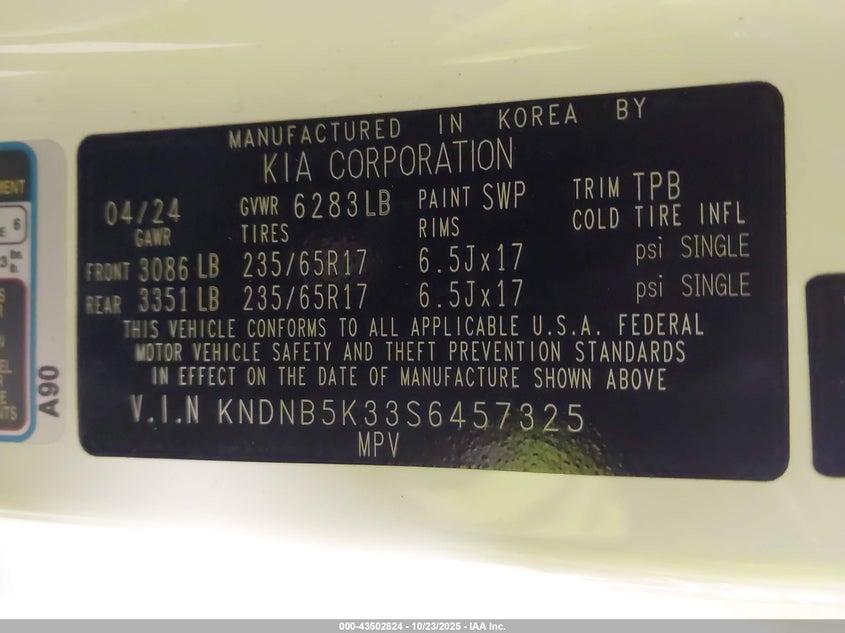 MANUFACTURED IN KOREA BY
KIA CORPORATION
04/24 GVWR 6283LB PAINT SWP TRIM TPB
GAWR TIRES RIMS COLD TIRE INFL
FRONT 3086 LB 235/65R17 6.5Jx17 psi SINGLE
REAR 3351 LB 235/65R17 6.5Jx17 psi SINGLE
THIS VEHICLE CONFORMS TO ALL APPLICABLE U.S.A. FEDERAL
MOTOR VEHICLE SAFETY AND THEFT PREVENTION STANDARDS
IN EFFECT ON THE DATE OF MANUFACTURE SHOWN ABOVE
V.I.N KNDNB5K33S6457325
MPV
A90
000-43502824 - 10/23/2025 - IAA Inc.